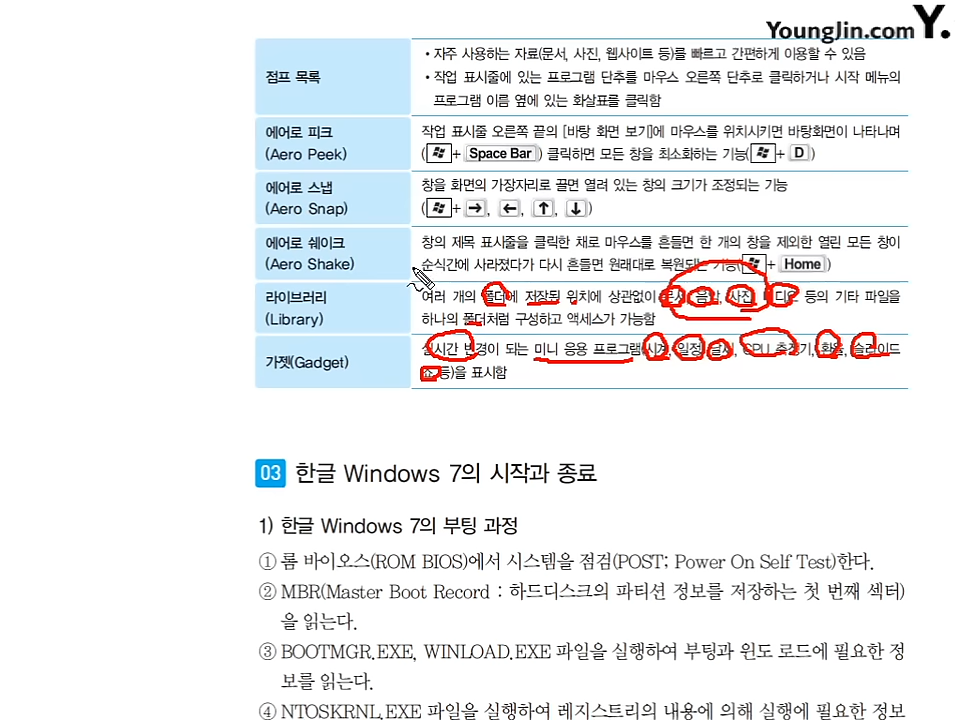 YoungJin.com Y.
점프 목록
• 자주 사용하는 자료(문서, 사진, 웹사이트 등)를 빠르고 간편하게 이용할 수 있음
• 작업 표시줄에 있는 프로그램 단추를 마우스 오른쪽 단추로 클릭하거나 시작 메뉴의
프로그램 이름 옆에 있는 화살표를 클릭함
에어로 피크
(Aero Peek)
작업 표시줄 오른쪽 끝의 [바탕 화면 보기]에 마우스를 위치시키면 바탕화면이 나타나며
(+ Space Bar) 클릭하면 모든 창을 최소화하는 기능(+ D)
에어로 스냅
(Aero Snap)
창을 화면의 가장자리로 끌면 열려 있는 창의 크기가 조정되는 기능
(+ →, ←, ↑, ↓)
에어로 쉐이크
(Aero Shake)
창의 제목 표시줄을 클릭한 채로 마우스를 흔들면 한 개의 창을 제외한 열린 모든 창이
순식간에 사라졌다가 다시 흔들면 원래대로 복원되는 기능(+ Home)
라이브러리
(Library)
여러 개의 폴더에 저장된 위치에 상관없이 문서, 음악, 사진, 비디오 등의 기타 파일을
하나의 폴더처럼 구성하고 액세스가 가능함
가젯(Gadget)
실시간 변경이 되는 미니 응용 프로그램(시계, 일정, 날씨, CPU 측정기, 환율, 슬라이드
쇼 등)을 표시함
03 한글 Windows 7의 시작과 종료
1) 한글 Windows 7의 부팅 과정
① 롬 바이오스(ROM BIOS)에서 시스템을 점검(POST; Power On Self Test)한다.
② MBR(Master Boot Record : 하드디스크의 파티션 정보를 저장하는 첫 번째 섹터)
을 읽는다.
③ BOOTMGR.EXE, WINLOAD.EXE 파일을 실행하여 부팅과 윈도 로드에 필요한 정
보를 읽는다.
④ NTOSKRNL.EXE 파일을 실행하여 레지스트리의 내용에 의해 실행에 필요한 정보